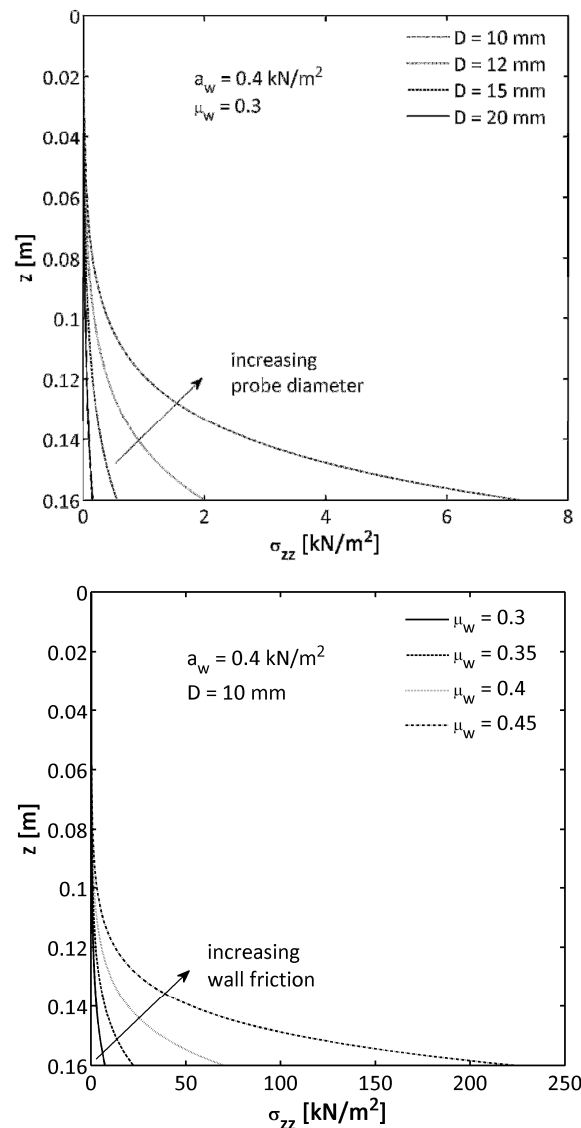 0
0.02
0.04
0.06
0.08
0.1
0.12
0.14
0.16
z [m]
a_w = 0.4 kN/m²
μ_w = 0.3
D = 10 mm
D = 12 mm
D = 15 mm
D = 20 mm
increasing
probe diameter
0 2 4 6 8
σ_zz [kN/m²]
0
0.02
0.04
0.06
0.08
0.1
0.12
0.14
0.16
z [m]
a_w = 0.4 kN/m²
D = 10 mm
μ_w = 0.3
μ_w = 0.35
μ_w = 0.4
μ_w = 0.45
increasing
wall friction
0 50 100 150 200 250
σ_zz [kN/m²]